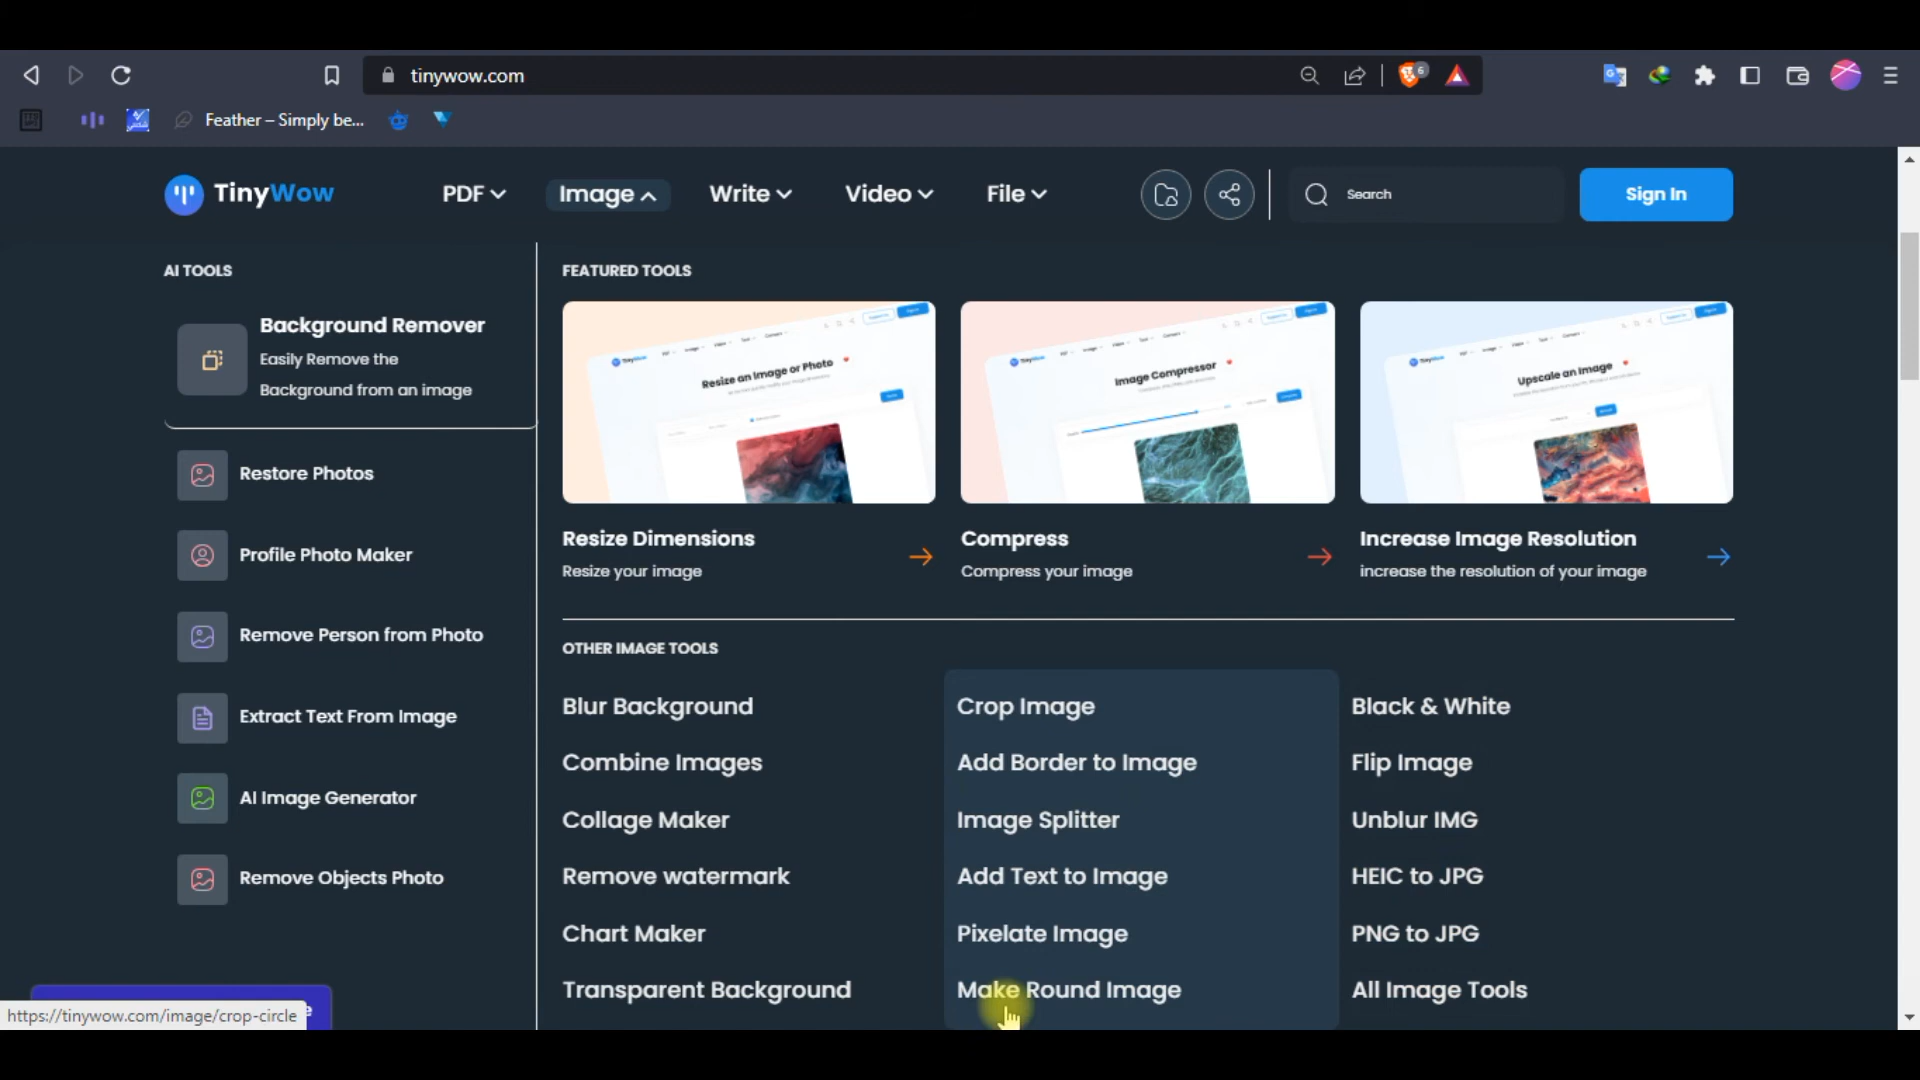 tinywow.com
6
Feather – Simply be...
TinyWow
PDF
Image
Write
Video
File
Search
Sign In
AI TOOLS
Background Remover
Easily Remove the
Background from an image
Restore Photos
Profile Photo Maker
Remove Person from Photo
Extract Text From Image
AI Image Generator
Remove Objects Photo
FEATURED TOOLS
TinyWow
Resize an Image or Photo
TinyWow
Image Compressor
TinyWow
Upscale an Image
Resize Dimensions
Resize your image
Compress
Compress your image
Increase Image Resolution
increase the resolution of your image
OTHER IMAGE TOOLS
Blur Background
Combine Images
Collage Maker
Remove watermark
Chart Maker
Transparent Background
Crop Image
Add Border to Image
Image Splitter
Add Text to Image
Pixelate Image
Make Round Image
Black & White
Flip Image
Unblur IMG
HEIC to JPG
PNG to JPG
All Image Tools
https://tinywow.com/image/crop-circle